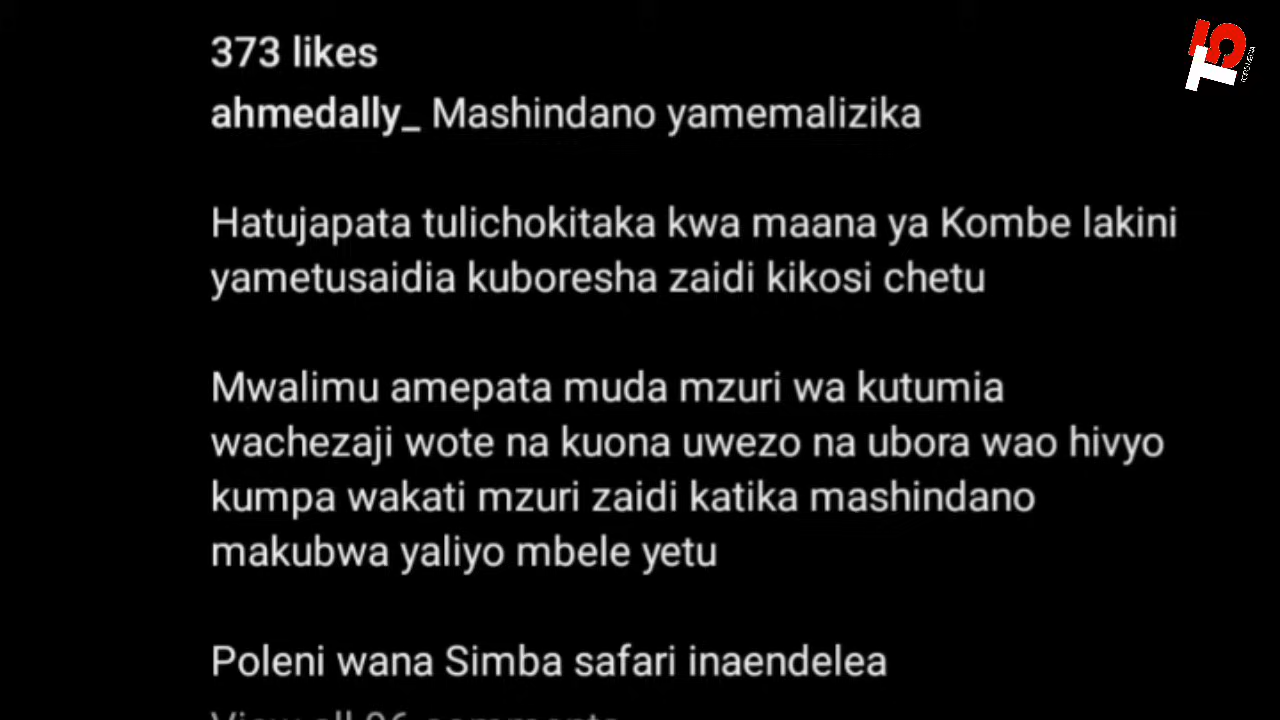 373 likes
ahmedally_ Mashindano yamemalizika
Hatujapata tulichokitaka kwa maana ya Kombe lakini
yametusaidia kuboresha zaidi kikosi chetu
Mwalimu amepata muda mzuri wa kutumia
wachezaji wote na kuona uwezo na ubora wao hivyo
kumpa wakati mzuri zaidi katika mashindano
makubwa yaliyo mbele yetu
Poleni wana Simba safari inaendelea